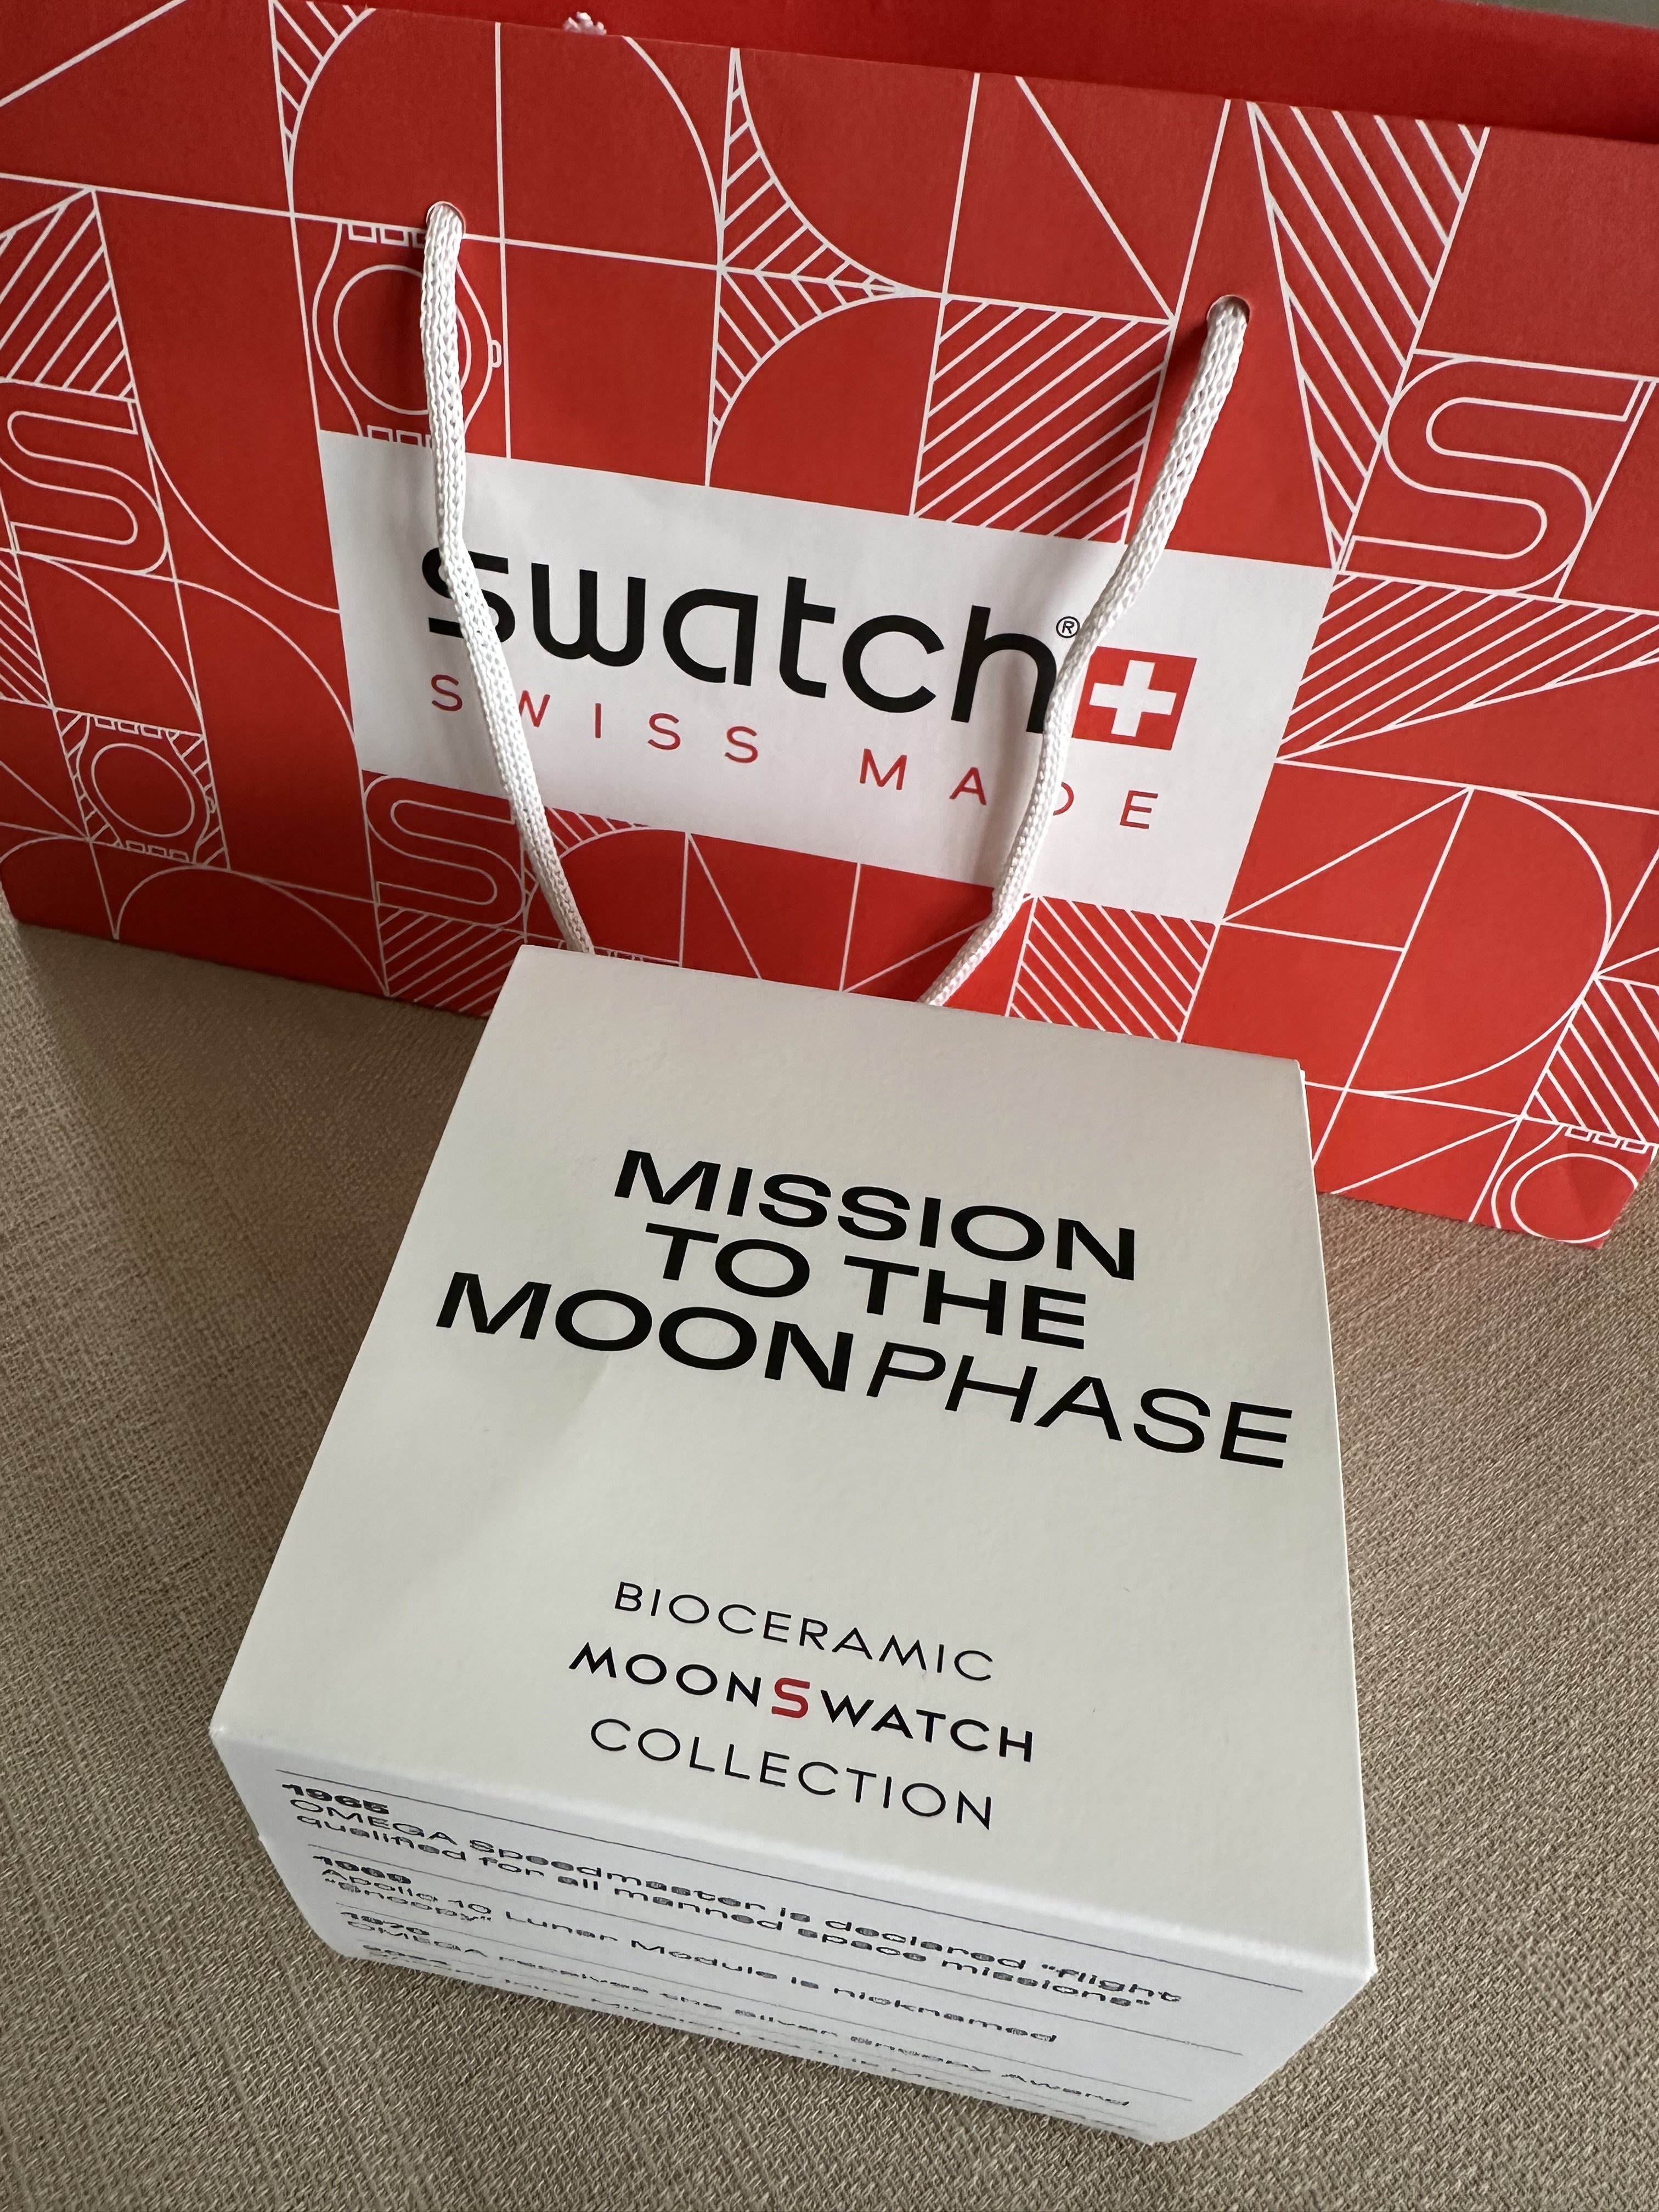 swatch®
SWISS MADE
MISSION
TO THE
MOONPHASE
BIOCERAMIC
MOONSWATCH
COLLECTION
1965
OMEGA Speedmaster is declared "flight
qualified for all manned space missions"
1969
Apollo 10 Lunar Module is nicknamed
"Snoopy"
1970
OMEGA receives the Silver Snoopy Award